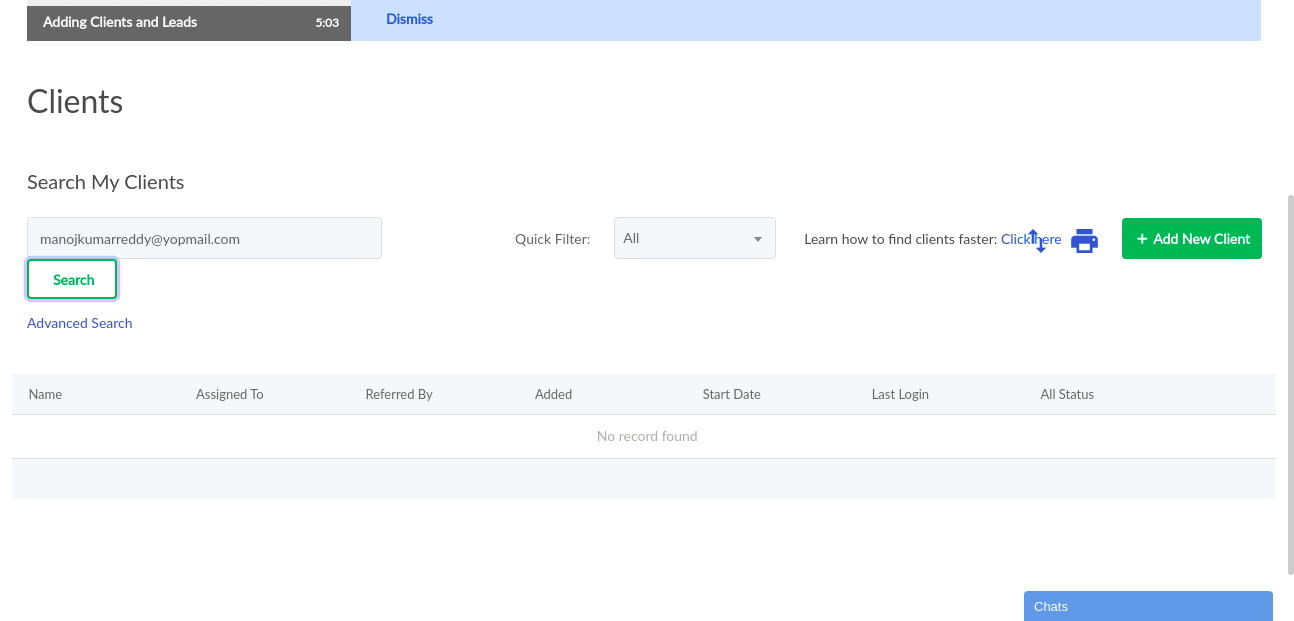 Adding Clients and Leads 5:03
Dismiss
Clients
Search My Clients
manojkumarreddy@yopmail.com
Quick Filter: All
Learn how to find clients faster: Click here
+ Add New Client
Search
Advanced Search
Name Assigned To Referred By Added Start Date Last Login All Status
No record found
Chats